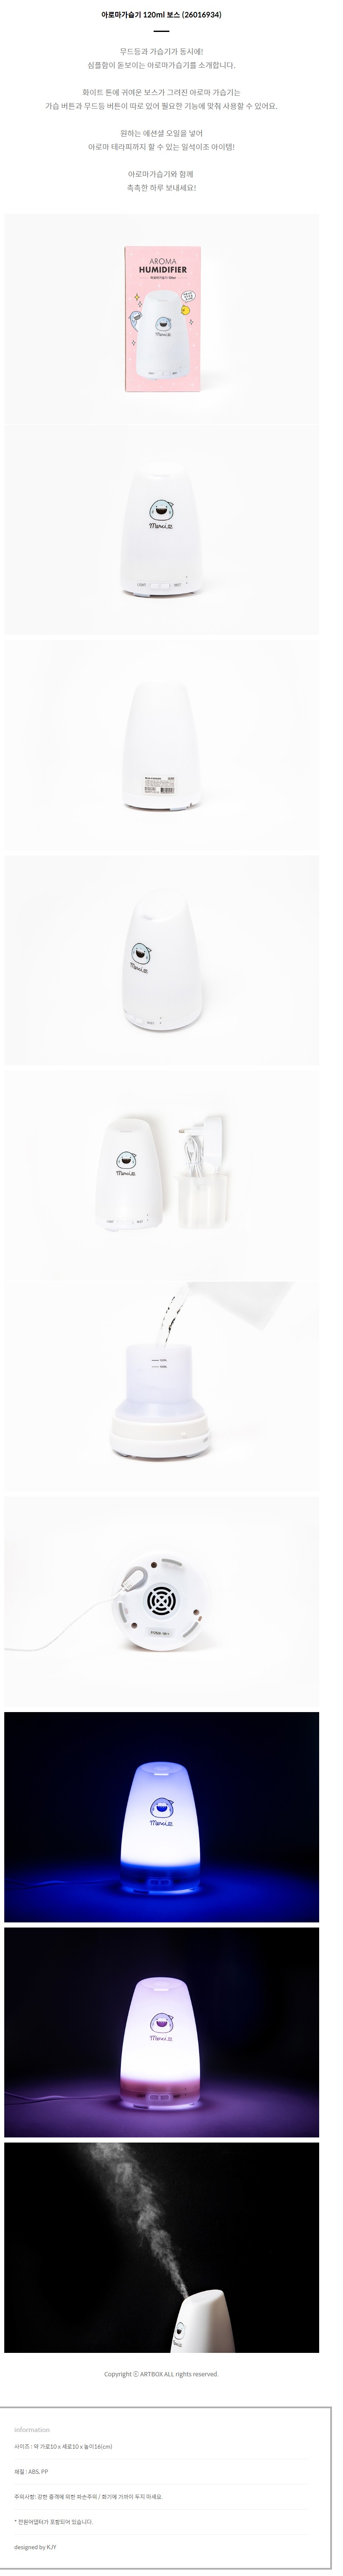 아로마가습기 120ml 보스 (26016934)
무드등과 가습기가 동시에!
심플함이 돋보이는 아로마가습기를 소개합니다.
화이트 톤에 귀여운 보스가 그려진 아로마 가습기는
가습 버튼과 무드등 버튼이 따로 있어 필요한 기능에 맞춰 사용할 수 있어요.
원하는 에션셜 오일을 넣어
아로마 테라피까지 할 수 있는 일석이조 아이템!
아로마가습기와 함께
촉촉한 하루 보내세요!
AROMA
HUMIDIFIER
Copyright ⓒ ARTBOX ALL rights reserved.
information
사이즈 : 약 가로10 x 세로10 x 높이16(cm)
재질 : ABS, PP
주의사항: 강한 충격에 의한 파손주의 / 화기에 가까이 두지 마세요.
* 전원어댑터가 포함되어 있습니다.
designed by KJY